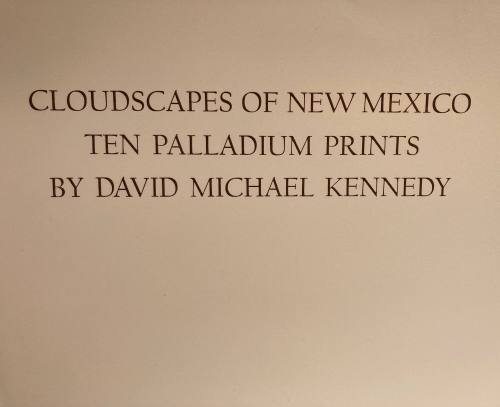 CLOUDSCAPES OF NEW MEXICO
TEN PALLADIUM PRINTS
BY DAVID MICHAEL KENNEDY